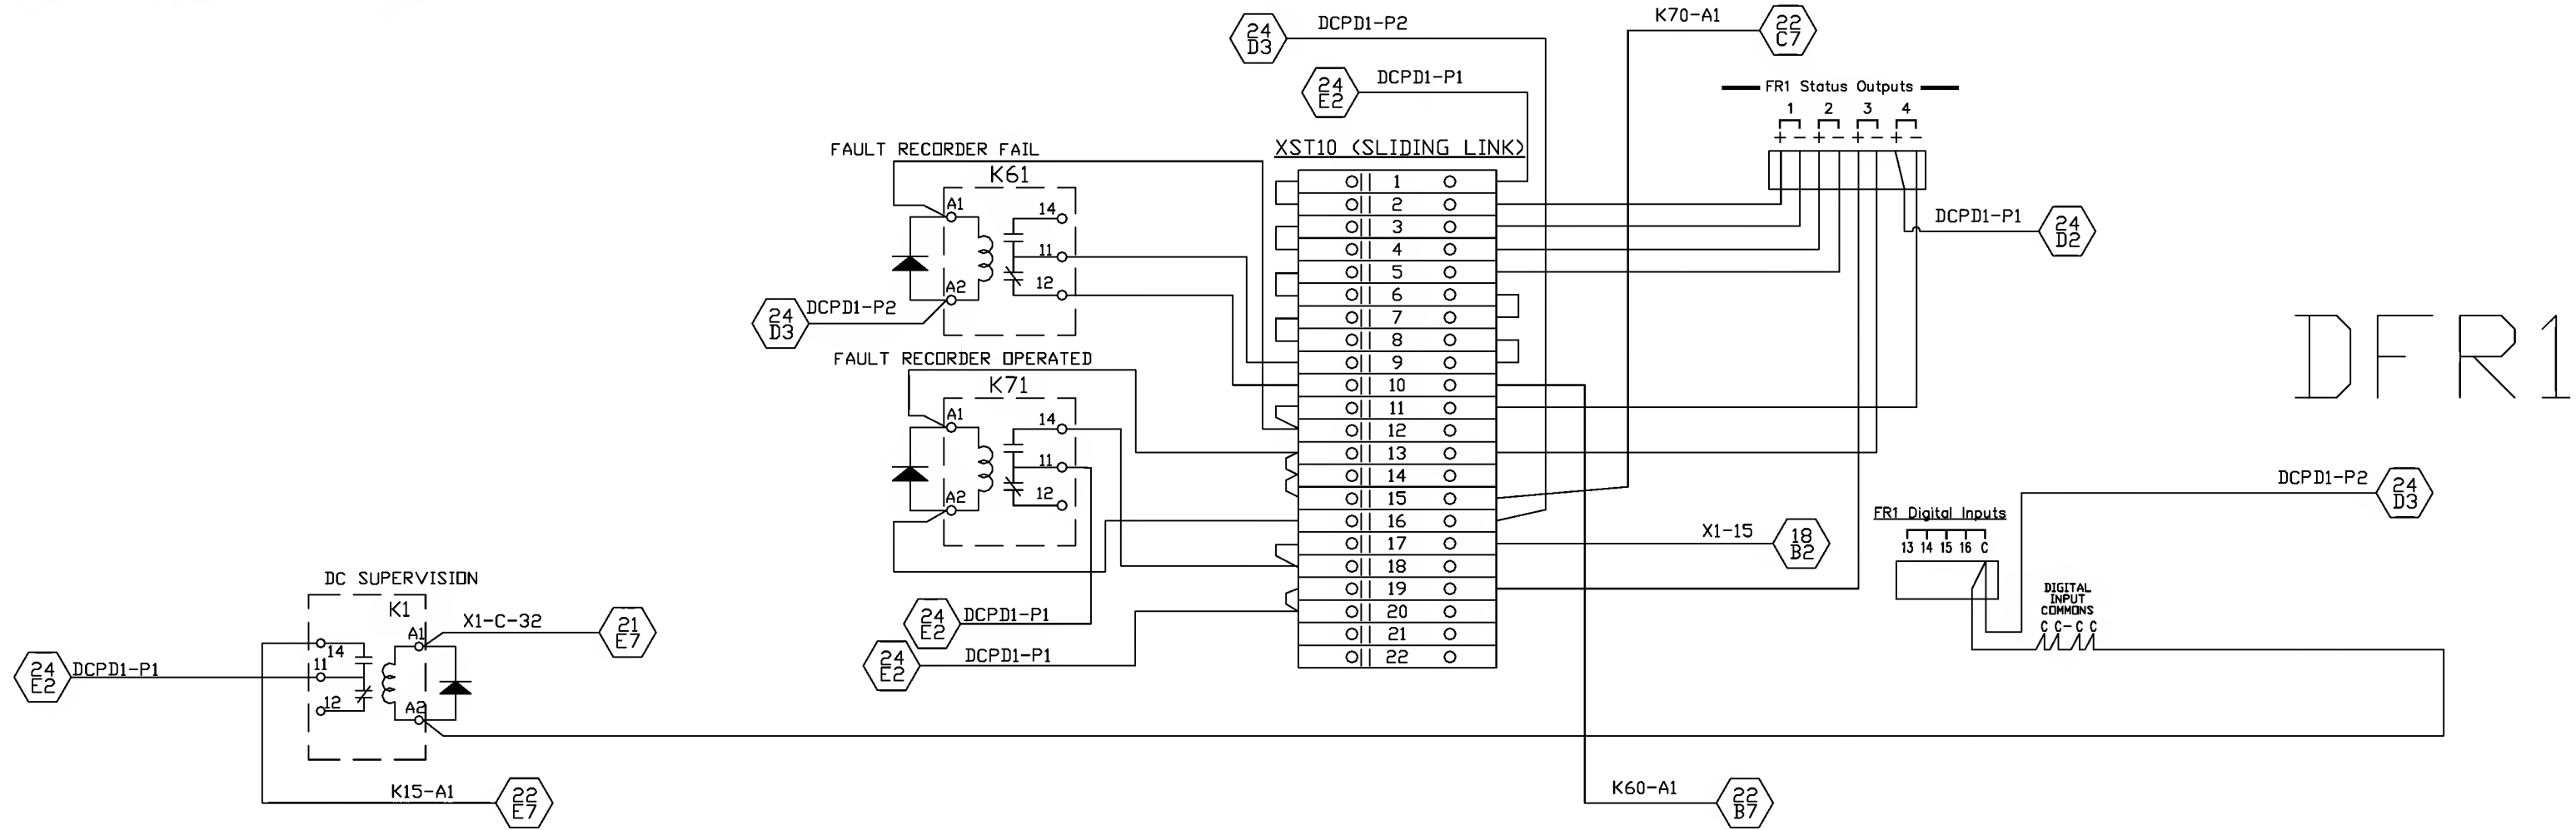 DCPD1-P2
24
D3
K70-A1
22
C7
DCPD1-P1
24
E2
FR1 Status Outputs
1 2 3 4
+ - + - + - + -
FAULT RECORDER FAIL
K61
A1
14
11
A2
12
DCPD1-P2
24
D3
XST10 (SLIDING LINK)
1
2
3
4
5
6
7
8
9
10
11
12
13
14
15
16
17
18
19
20
21
22
DCPD1-P1
24
D2
DFR1
FAULT RECORDER OPERATED
K71
A1
14
11
A2
12
DCPD1-P2
24
D3
FR1 Digital Inputs
13 14 15 16 C
X1-15
18
B2
DIGITAL
INPUT
COMMONS
C C-C C
DC SUPERVISION
K1
A1
14
11
12
A2
X1-C-32
21
E7
24
E2
DCPD1-P1
24
E2
DCPD1-P1
24
E2
DCPD1-P1
K15-A1
22
E7
K60-A1
22
B7